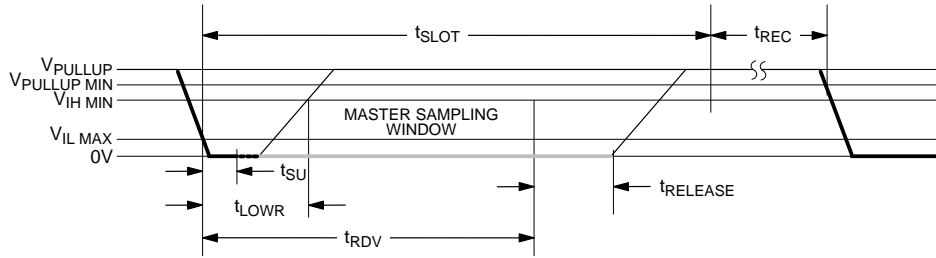 tSLOT
tREC
VPULLUP
VPULLUP MIN
VIH MIN
MASTER SAMPLING
WINDOW
VIL MAX
0V
tSU
tRELEASE
tLOWR
tRDV